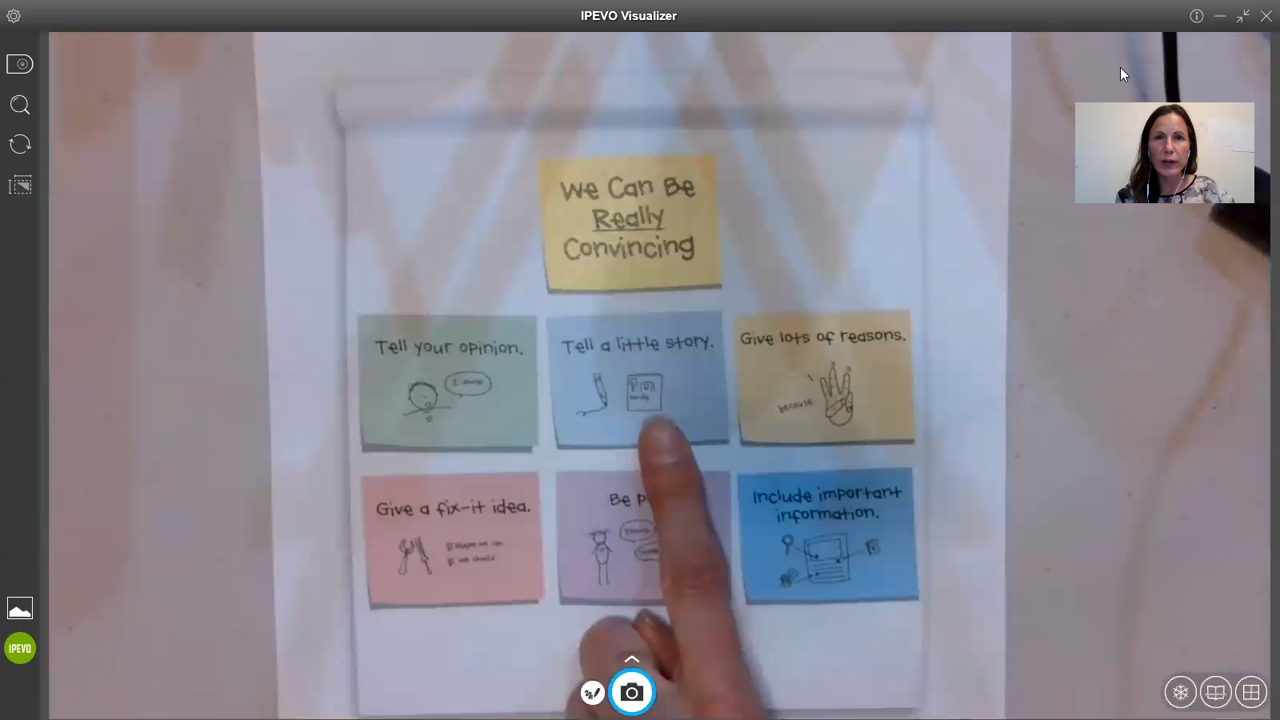 IPEVO Visualizer
We Can Be
Really
Convincing
Tell your opinion.
Tell a little story.
Give lots of reasons.
because
Give a fix-it idea.
Be
Include important
information.
IPEVO